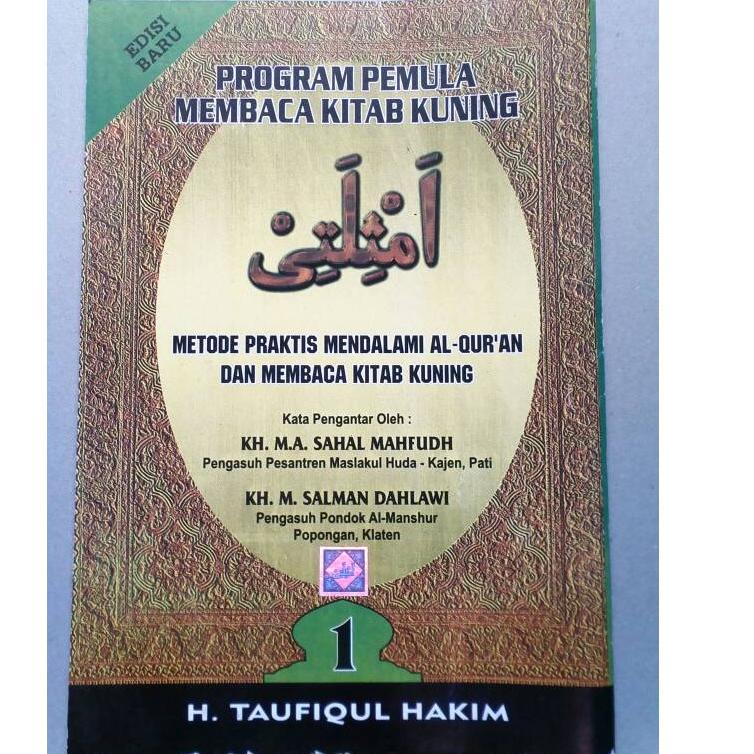 EDISI
BARU
PROGRAM PEMULA
MEMBACA KITAB KUNING
اَمْثِلَتِيْ
METODE PRAKTIS MENDALAMI AL-QUR'AN
DAN MEMBACA KITAB KUNING
Kata Pengantar Oleh :
KH. M.A. SAHAL MAHFUDH
Pengasuh Pesantren Maslakul Huda - Kajen, Pati
KH. M. SALMAN DAHLAWI
Pengasuh Pondok Al-Manshur
Popongan, Klaten
1
H. TAUFIQUL HAKIM